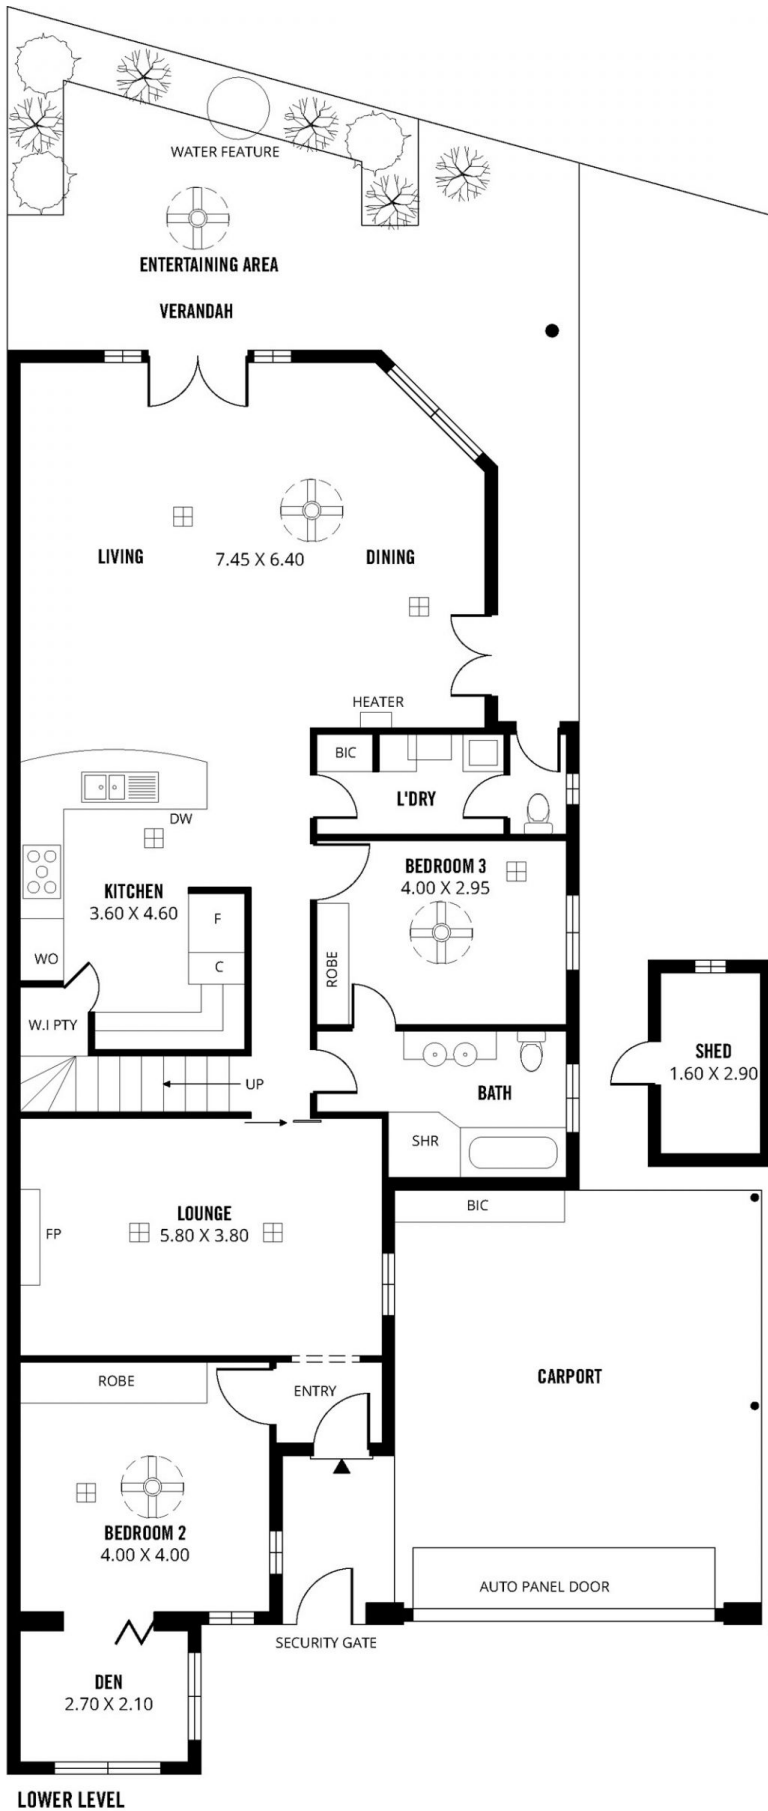 WATER FEATURE
ENTERTAINING AREA
VERANDAH
LIVING
7.45 X 6.40
DINING
HEATER
BIC
L'DRY
DW
KITCHEN
3.60 X 4.60
BEDROOM 3
4.00 X 2.95
F
WO
C
ROBE
W.I PTY
UP
BATH
SHED
1.60 X 2.90
SHR
LOUNGE
5.80 X 3.80
FP
BIC
CARPORT
ROBE
ENTRY
BEDROOM 2
4.00 X 4.00
AUTO PANEL DOOR
SECURITY GATE
DEN
2.70 X 2.10
LOWER LEVEL